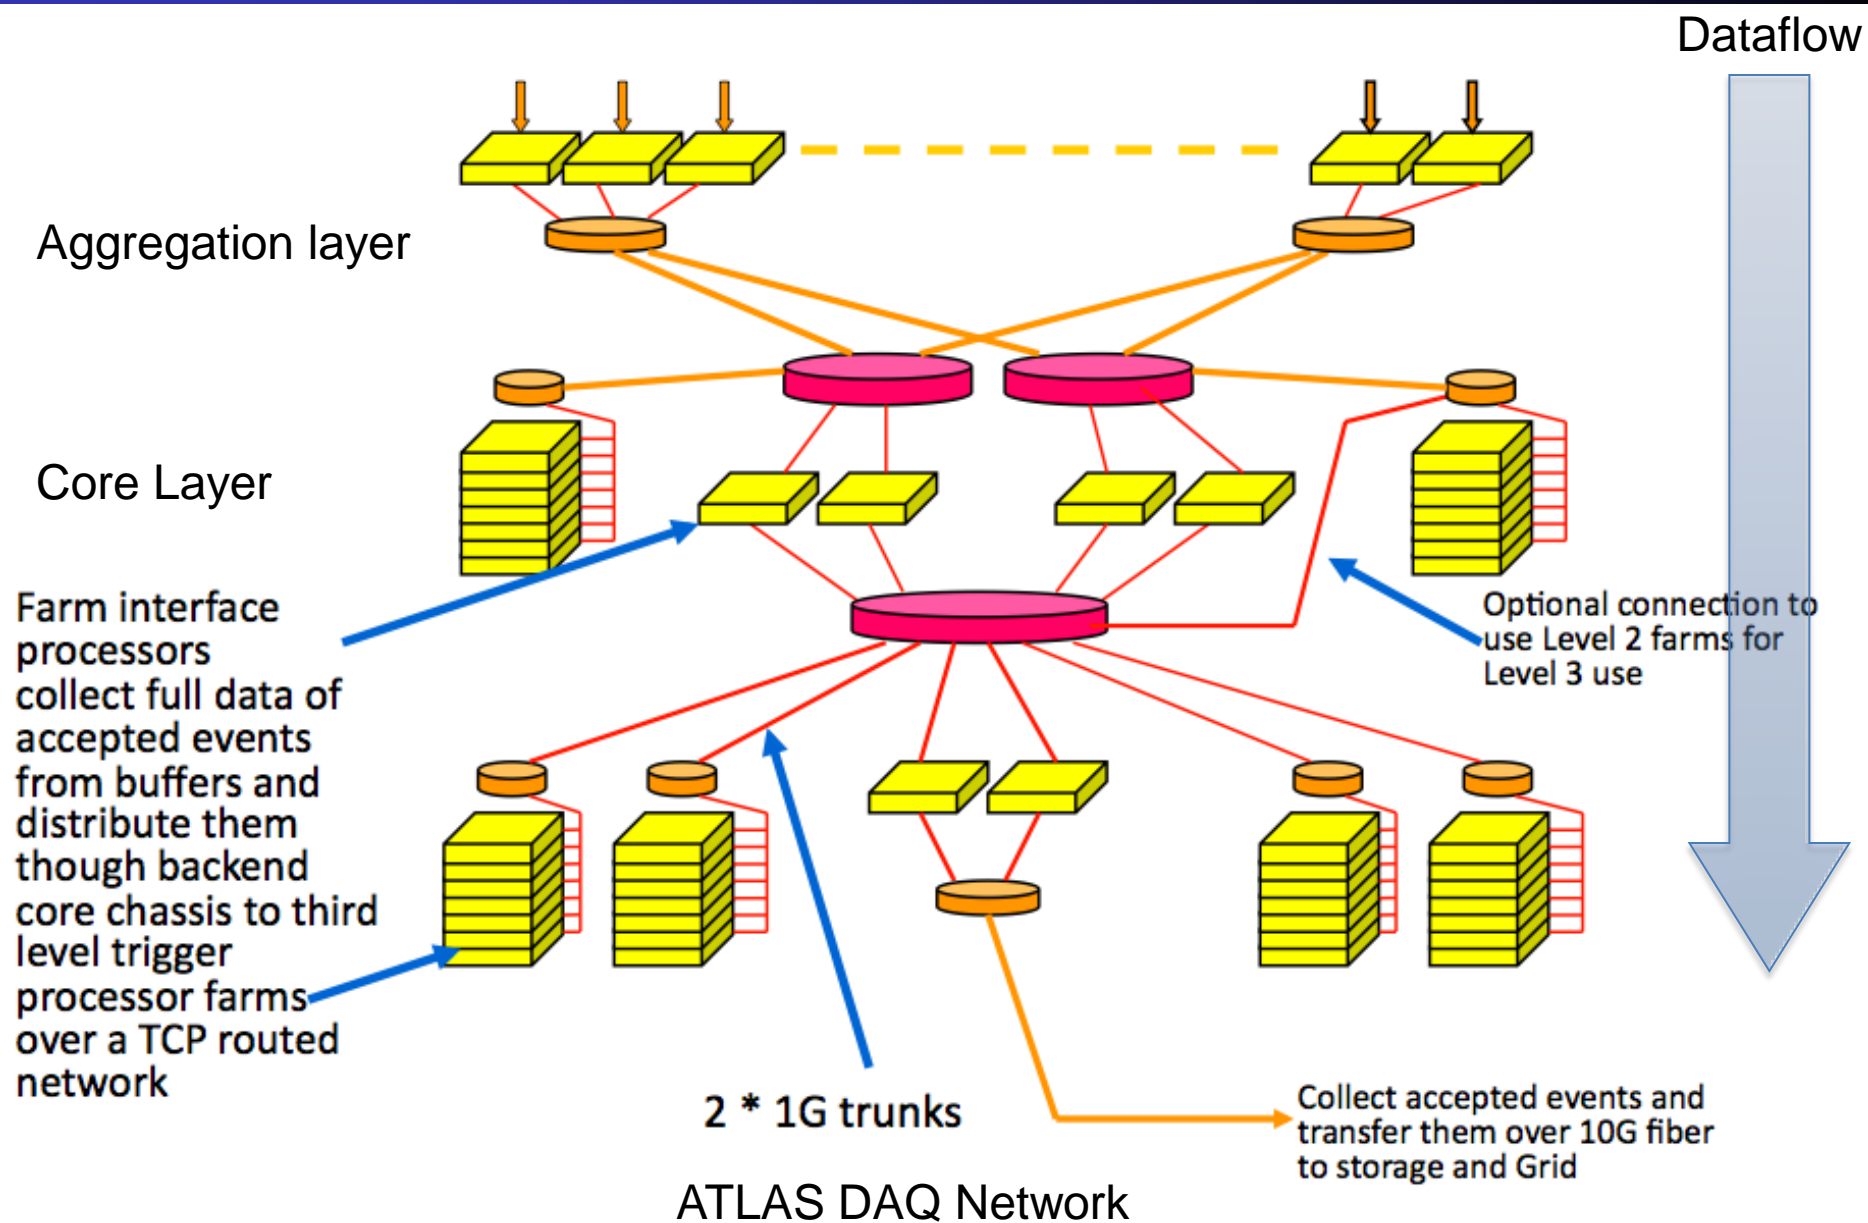 Dataflow
Aggregation layer
Core Layer
Farm interface
processors
collect full data of
accepted events
from buffers and
distribute them
though backend
core chassis to third
level trigger
processor farms
over a TCP routed
network
Optional connection to
use Level 2 farms for
Level 3 use
2 * 1G trunks
Collect accepted events and
transfer them over 10G fiber
to storage and Grid
ATLAS DAQ Network